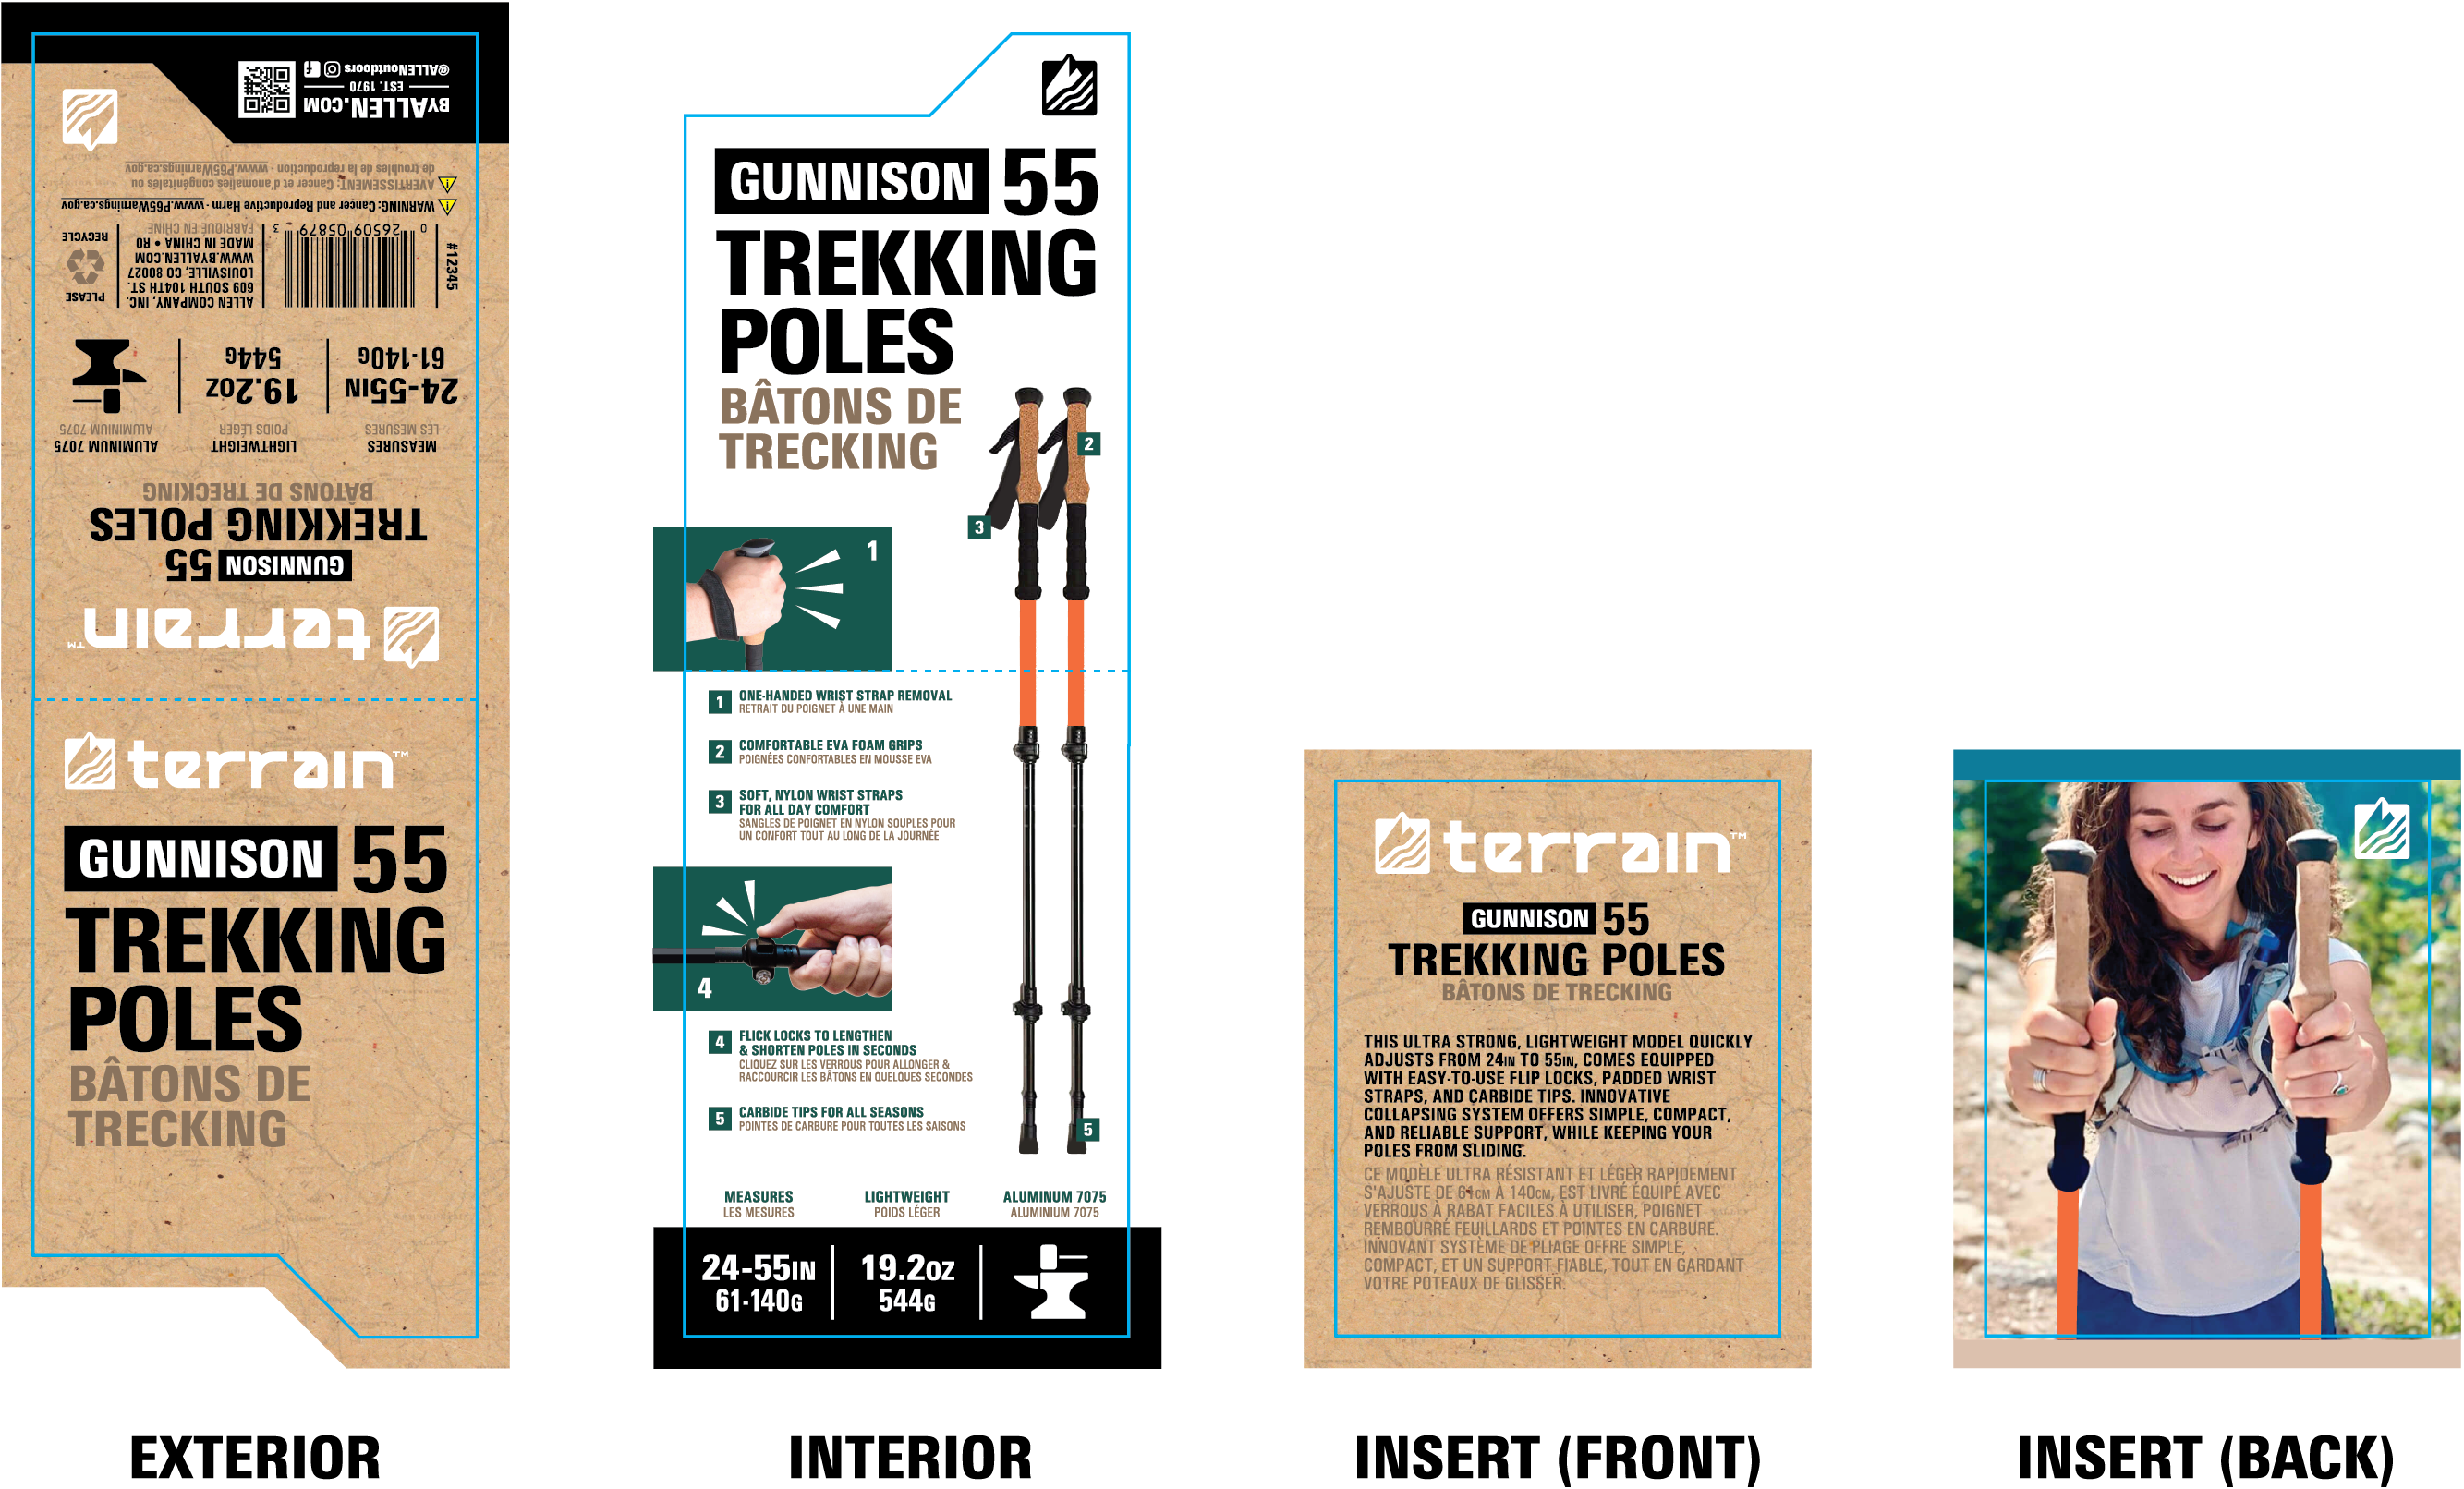 BYALLEN.COM
EST. 1970
@ALLENoutdoors
WARNING: Cancer and Reproductive Harm - www.P65Warnings.ca.gov
AVERTISSEMENT: Cancer et d'anomalies congénitales ou
de troubles de la reproduction - www.P65Warnings.ca.gov
#12345
0 26509 05879 3
ALLEN COMPANY, INC.
609 SOUTH 104TH ST.
LOUISVILLE, CO 80027
WWW.BYALLEN.COM
MADE IN CHINA • R0
FABRIQUÉ EN CHINE
PLEASE
RECYCLE
MEASURES
LES MESURES
24-55IN
61-140G
LIGHTWEIGHT
POIDS LÉGER
19.2OZ
544G
ALUMINUM 7075
ALUMINIUM 7075
GUNNISON 55
TREKKING POLES
BÂTONS DE TRECKING
terrain™
terrain™
GUNNISON 55
TREKKING
POLES
BÂTONS DE
TRECKING
EXTERIOR
GUNNISON 55
TREKKING
POLES
BÂTONS DE
TRECKING
2
3
1
1 ONE-HANDED WRIST STRAP REMOVAL
RETRAIT DU POIGNET À UNE MAIN
2 COMFORTABLE EVA FOAM GRIPS
POIGNÉES CONFORTABLES EN MOUSSE EVA
3 SOFT, NYLON WRIST STRAPS
FOR ALL DAY COMFORT
SANGLES DE POIGNET EN NYLON SOUPLES POUR
UN CONFORT TOUT AU LONG DE LA JOURNÉE
4
4 FLICK LOCKS TO LENGTHEN
& SHORTEN POLES IN SECONDS
CLIQUEZ SUR LES VERROUS POUR ALLONGER &
RACCOURCIR LES BÂTONS EN QUELQUES SECONDES
5 CARBIDE TIPS FOR ALL SEASONS
POINTES DE CARBURE POUR TOUTES LES SAISONS
5
MEASURES
LES MESURES
24-55IN
61-140G
LIGHTWEIGHT
POIDS LÉGER
19.2OZ
544G
ALUMINUM 7075
ALUMINIUM 7075
INTERIOR
terrain™
GUNNISON 55
TREKKING POLES
BÂTONS DE TRECKING
THIS ULTRA STRONG, LIGHTWEIGHT MODEL QUICKLY
ADJUSTS FROM 24IN TO 55IN, COMES EQUIPPED
WITH EASY-TO-USE FLIP LOCKS, PADDED WRIST
STRAPS, AND CARBIDE TIPS. INNOVATIVE
COLLAPSING SYSTEM OFFERS SIMPLE, COMPACT,
AND RELIABLE SUPPORT, WHILE KEEPING YOUR
POLES FROM SLIDING.
CE MODÈLE ULTRA RÉSISTANT ET LÉGER RAPIDEMENT
S'AJUSTE DE 61CM À 140CM, EST LIVRÉ ÉQUIPÉ AVEC
VERROUS À RABAT FACILES À UTILISER, POIGNET
REMBOURRÉ FEUILLARDS ET POINTES EN CARBURE.
INNOVANT SYSTÈME DE PLIAGE OFFRE SIMPLE,
COMPACT, ET UN SUPPORT FIABLE, TOUT EN GARDANT
VOTRE POTEAUX DE GLISSER.
INSERT (FRONT)
INSERT (BACK)